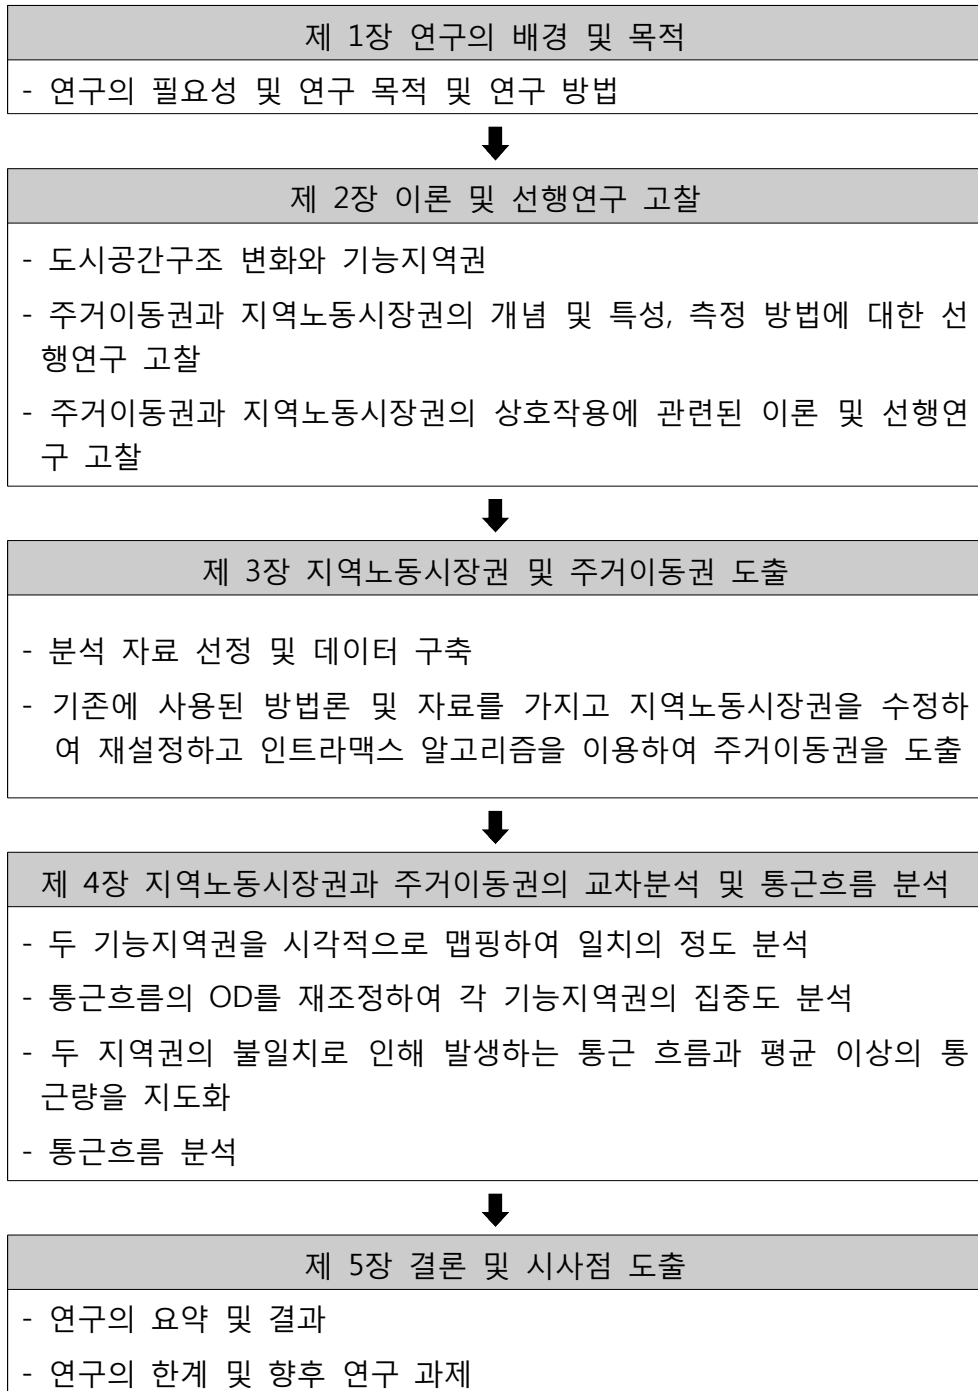 제 1장 연구의 배경 및 목적
- 연구의 필요성 및 연구 목적 및 연구 방법
제 2장 이론 및 선행연구 고찰
- 도시공간구조 변화와 기능지역권
- 주거이동권과 지역노동시장권의 개념 및 특성, 측정 방법에 대한 선
행연구 고찰
- 주거이동권과 지역노동시장권의 상호작용에 관련된 이론 및 선행연
구 고찰
제 3장 지역노동시장권 및 주거이동권 도출
- 분석 자료 선정 및 데이터 구축
- 기존에 사용된 방법론 및 자료를 가지고 지역노동시장권을 수정하
여 재설정하고 인트라맥스 알고리즘을 이용하여 주거이동권을 도출
제 4장 지역노동시장권과 주거이동권의 교차분석 및 통근흐름 분석
- 두 기능지역권을 시각적으로 맵핑하여 일치의 정도 분석
- 통근흐름의 OD를 재조정하여 각 기능지역권의 집중도 분석
- 두 지역권의 불일치로 인해 발생하는 통근 흐름과 평균 이상의 통
근량을 지도화
- 통근흐름 분석
제 5장 결론 및 시사점 도출
- 연구의 요약 및 결과
- 연구의 한계 및 향후 연구 과제